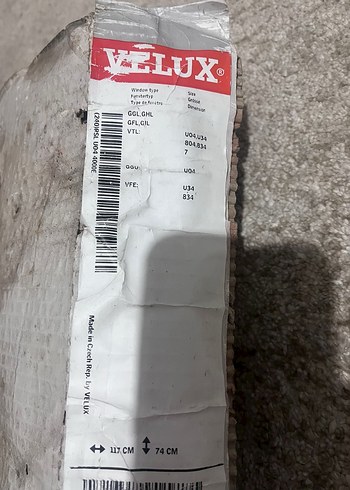 VELUX®
Window Type Size
Fenstertyp Grösse
Type de fenêtre Dimension
GGL,GHL
GFL,GIL
VTL: U04,U34
804,834
7
GGU: U04
VFE: U34
834
Made in Czech Rep. by VELUX
117 CM 74 CM